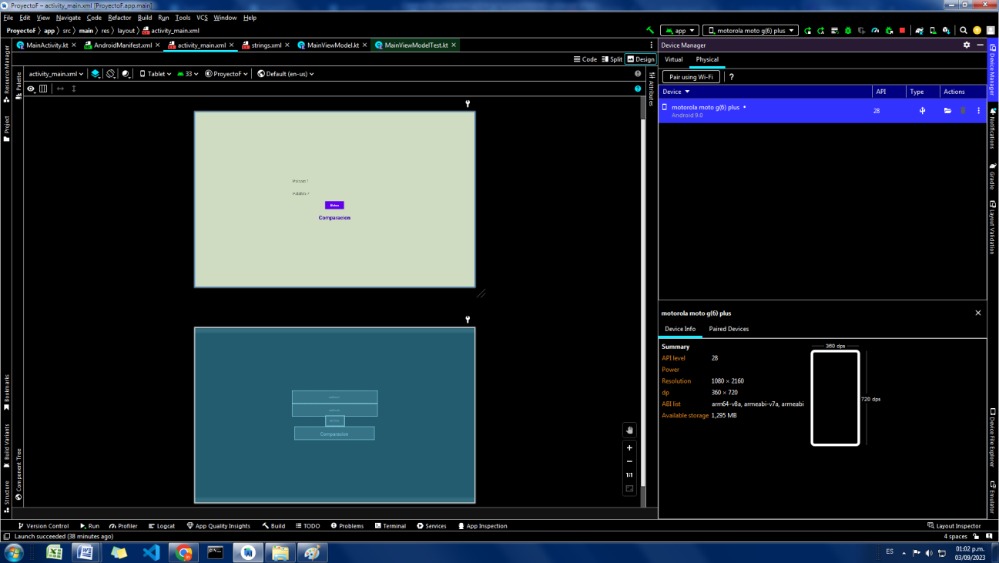 ProyectoF – activity_main.xml [ProyectoF.app.main]
File Edit View Navigate Code Refactor Build Run Tools VCS Window Help
ProyectoF app src main res layout activity_main.xml
app motorola moto g(6) plus
MainActivity.kt AndroidManifest.xml activity_main.xml strings.xml MainViewModel.kt MainViewModelTest.kt
Code Split Design
activity_main.xml Tablet 33 ProyectoF Default (en-us)
Resource Manager
Project
Bookmarks
Build Variants
Structure
Palette
Component Tree
Attributes
Comparacion
Comparacion
1:1
Device Manager
Virtual Physical
Pair using Wi-Fi ?
Device API Type Actions
motorola moto g(6) plus
Android 9.0
28
motorola moto g(6) plus
Device Info Paired Devices
Summary
API level 28
Power
Resolution 1080 × 2160
dp 360 × 720
ABI list arm64-v8a, armeabi-v7a, armeabi
Available storage 1,295 MB
360 dps
720 dps
Device Manager
Notifications
Gradle
Layout Validation
Device File Explorer
Emulator
Version Control Run Profiler Logcat App Quality Insights Build TODO Problems Terminal Services App Inspection Layout Inspector
Launch succeeded (38 minutes ago)
4 spaces
ES
01:02 p.m.
03/09/2023